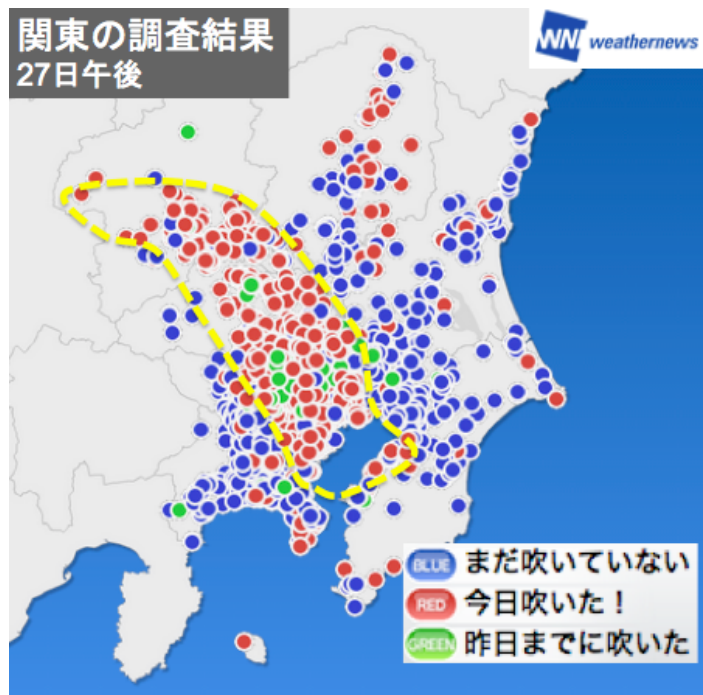 関東の調査結果
27日午後
WNI weathernews
BLUE まだ吹いていない
RED 今日吹いた！
GREEN 昨日までに吹いた